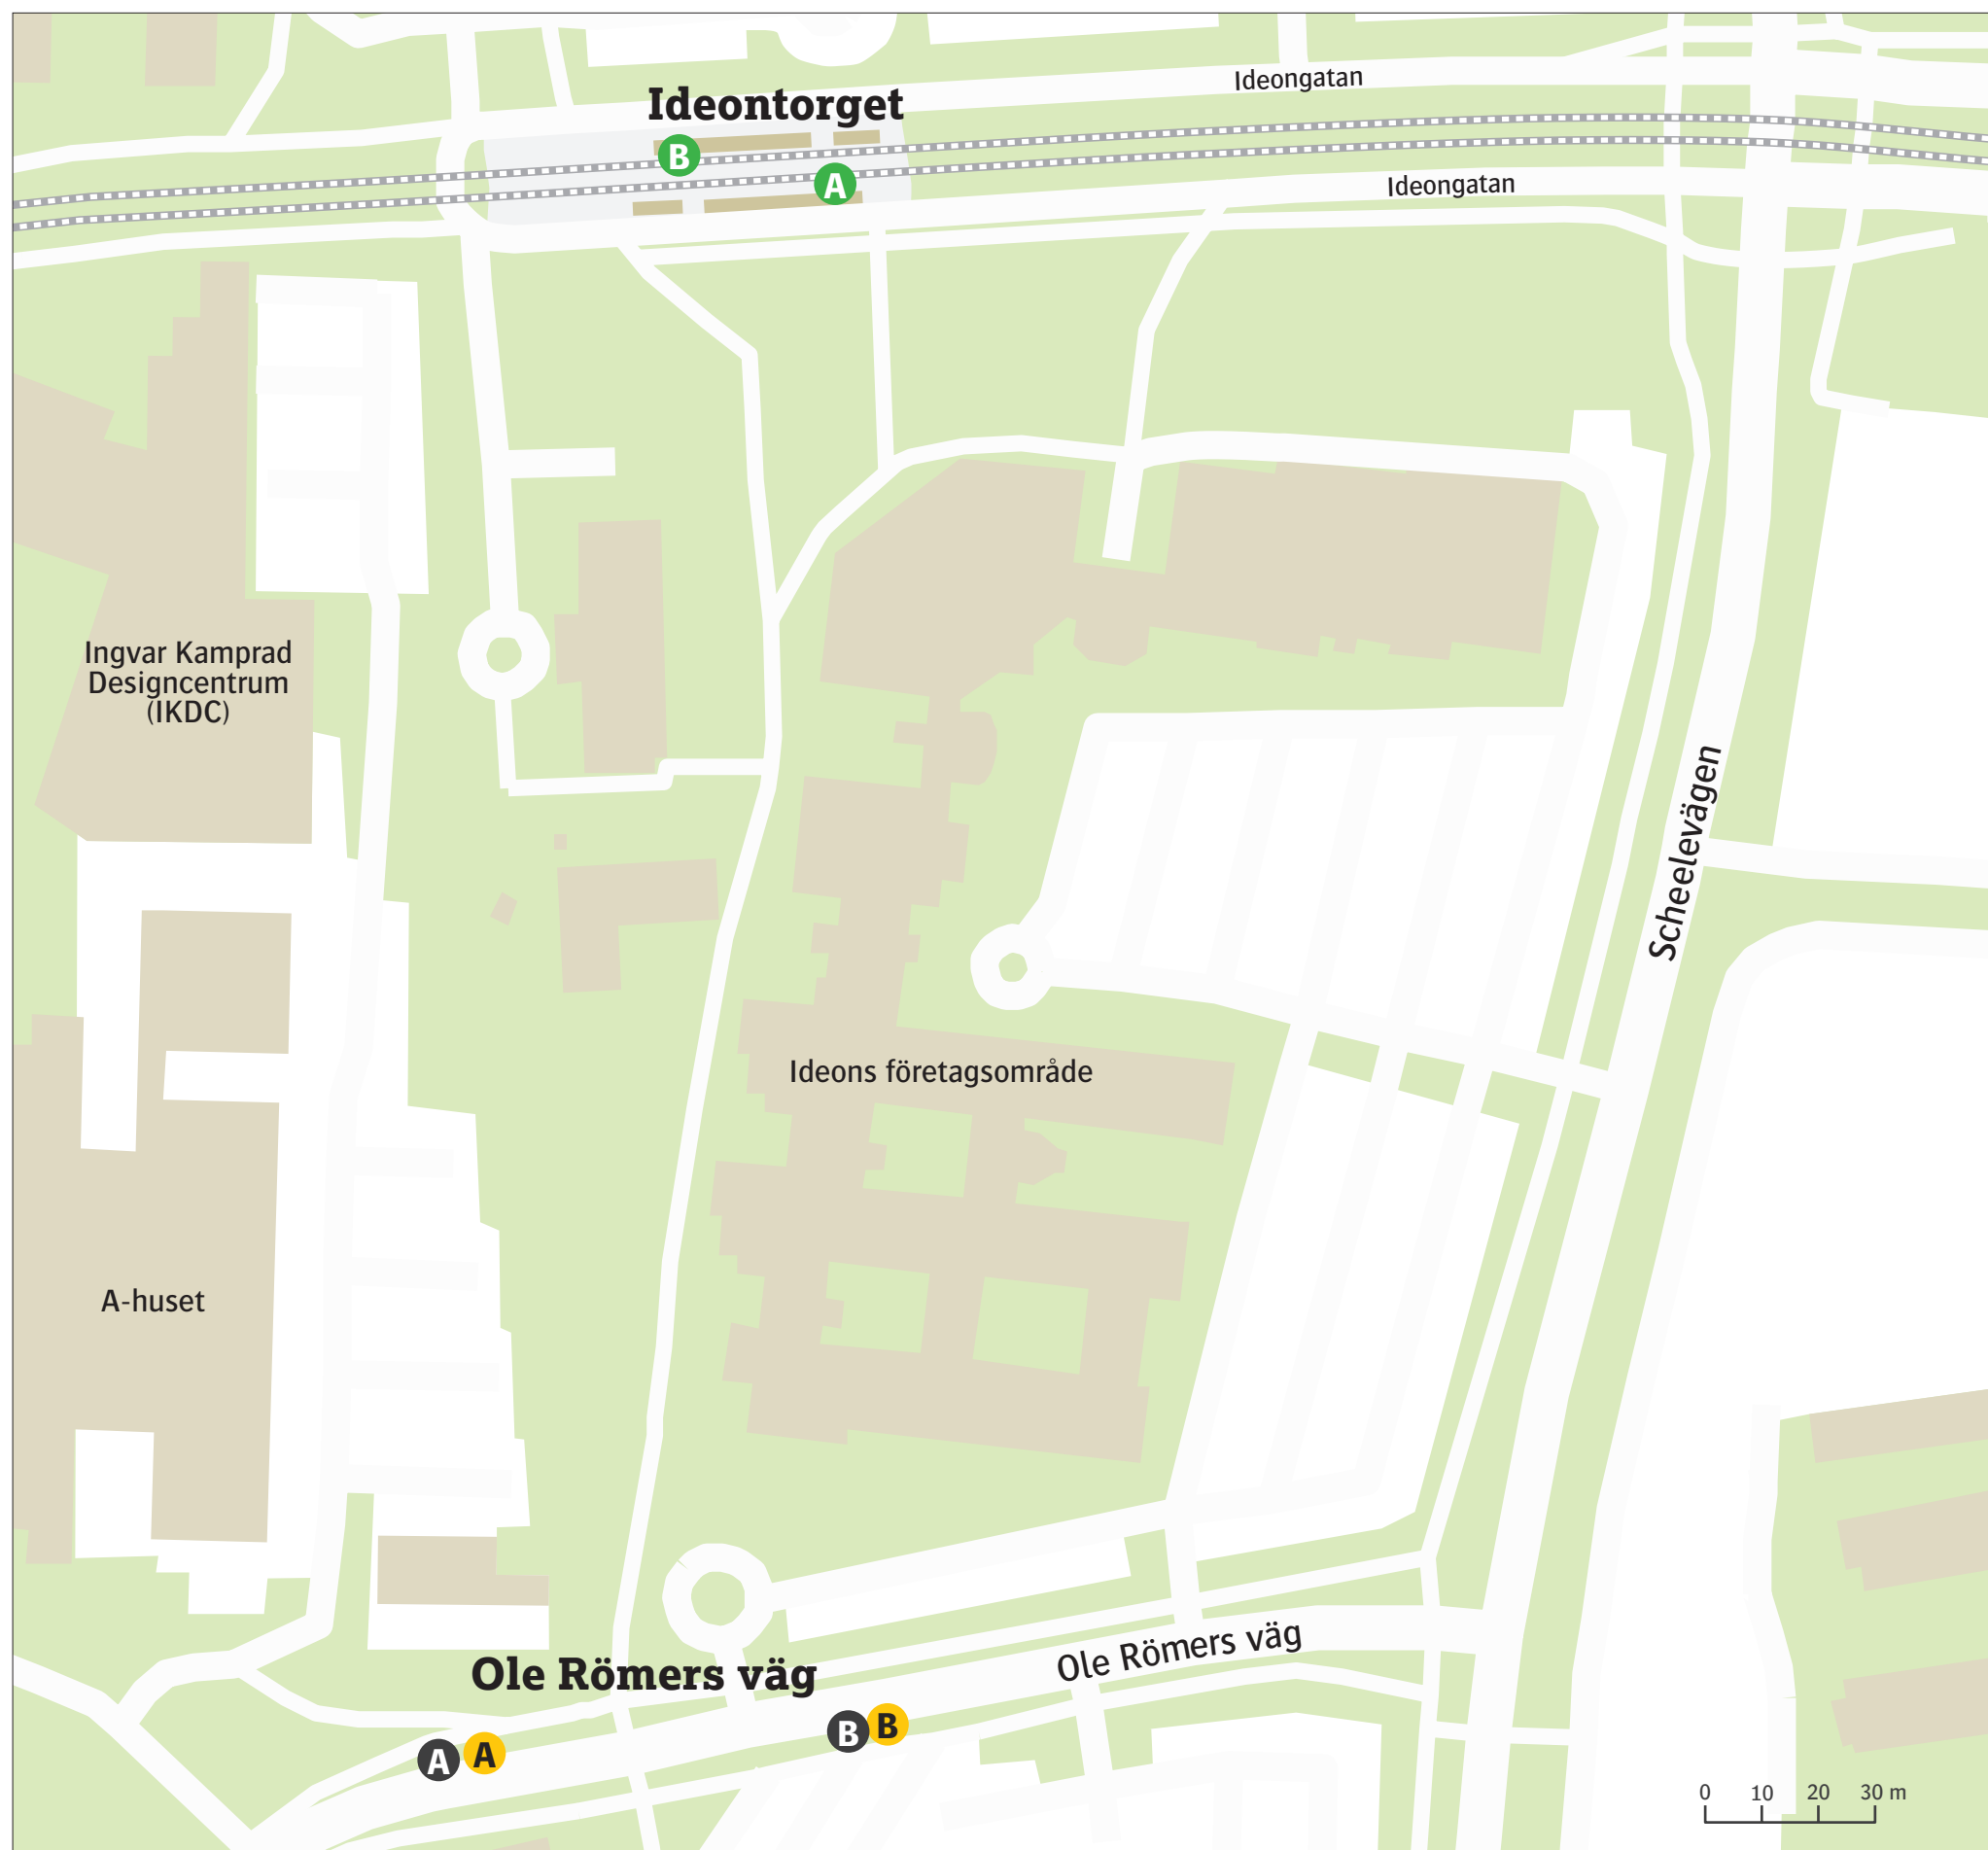 Ideongatan
Ideontorget
B
A
Ideongatan
Ingvar Kamprad
Designcentrum
(IKDC)
Scheelevägen
Ideons företagsområde
A-huset
Ole Römers väg
Ole Römers väg
B
B
A
A
0 10 20 30 m